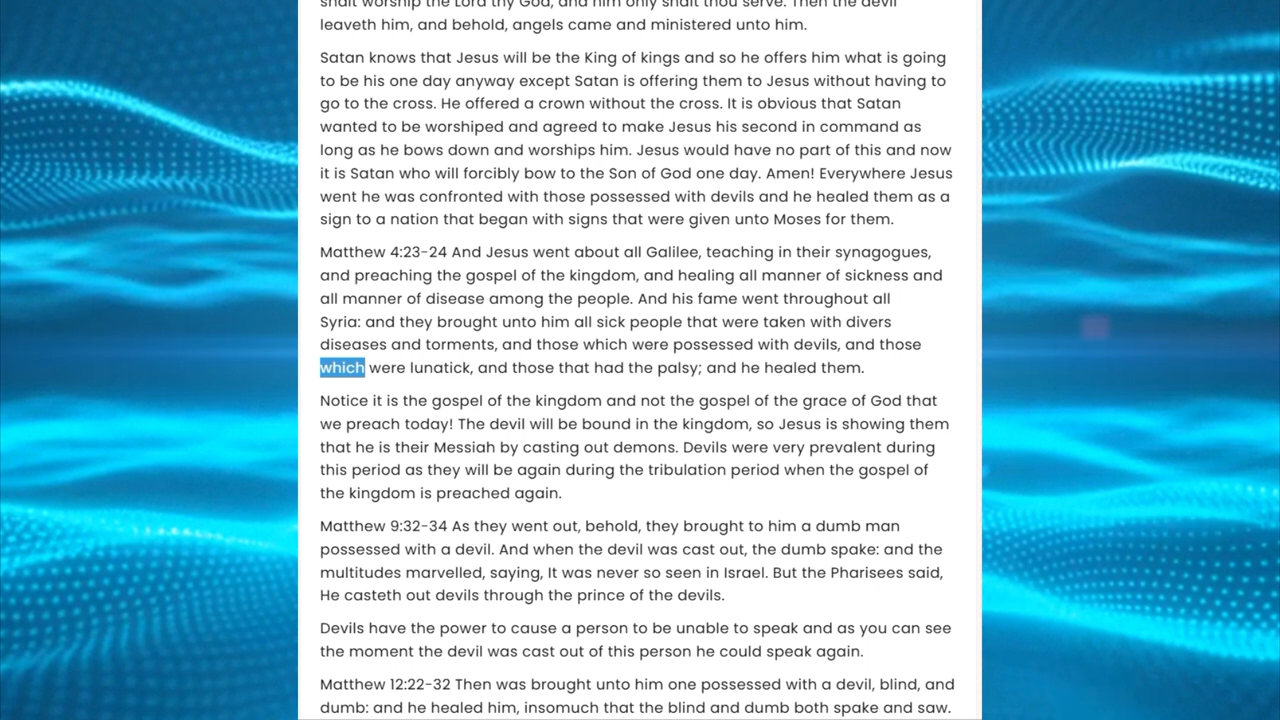 shalt worship the Lord thy God, and him only shalt thou serve. Then the devil
leaveth him, and behold, angels came and ministered unto him.
Satan knows that Jesus will be the King of kings and so he offers him what is going
to be his one day anyway except Satan is offering them to Jesus without having to
go to the cross. He offered a crown without the cross. It is obvious that Satan
wanted to be worshiped and agreed to make Jesus his second in command as
long as he bows down and worships him. Jesus would have no part of this and now
it is Satan who will forcibly bow to the Son of God one day. Amen! Everywhere Jesus
went he was confronted with those possessed with devils and he healed them as a
sign to a nation that began with signs that were given unto Moses for them.
Matthew 4:23-24 And Jesus went about all Galilee, teaching in their synagogues,
and preaching the gospel of the kingdom, and healing all manner of sickness and
all manner of disease among the people. And his fame went throughout all
Syria: and they brought unto him all sick people that were taken with divers
diseases and torments, and those which were possessed with devils, and those
which were lunatick, and those that had the palsy; and he healed them.
Notice it is the gospel of the kingdom and not the gospel of the grace of God that
we preach today! The devil will be bound in the kingdom, so Jesus is showing them
that he is their Messiah by casting out demons. Devils were very prevalent during
this period as they will be again during the tribulation period when the gospel of
the kingdom is preached again.
Matthew 9:32-34 As they went out, behold, they brought to him a dumb man
possessed with a devil. And when the devil was cast out, the dumb spake: and the
multitudes marvelled, saying, It was never so seen in Israel. But the Pharisees said,
He casteth out devils through the prince of the devils.
Devils have the power to cause a person to be unable to speak and as you can see
the moment the devil was cast out of this person he could speak again.
Matthew 12:22-32 Then was brought unto him one possessed with a devil, blind, and
dumb: and he healed him, insomuch that the blind and dumb both spake and saw.